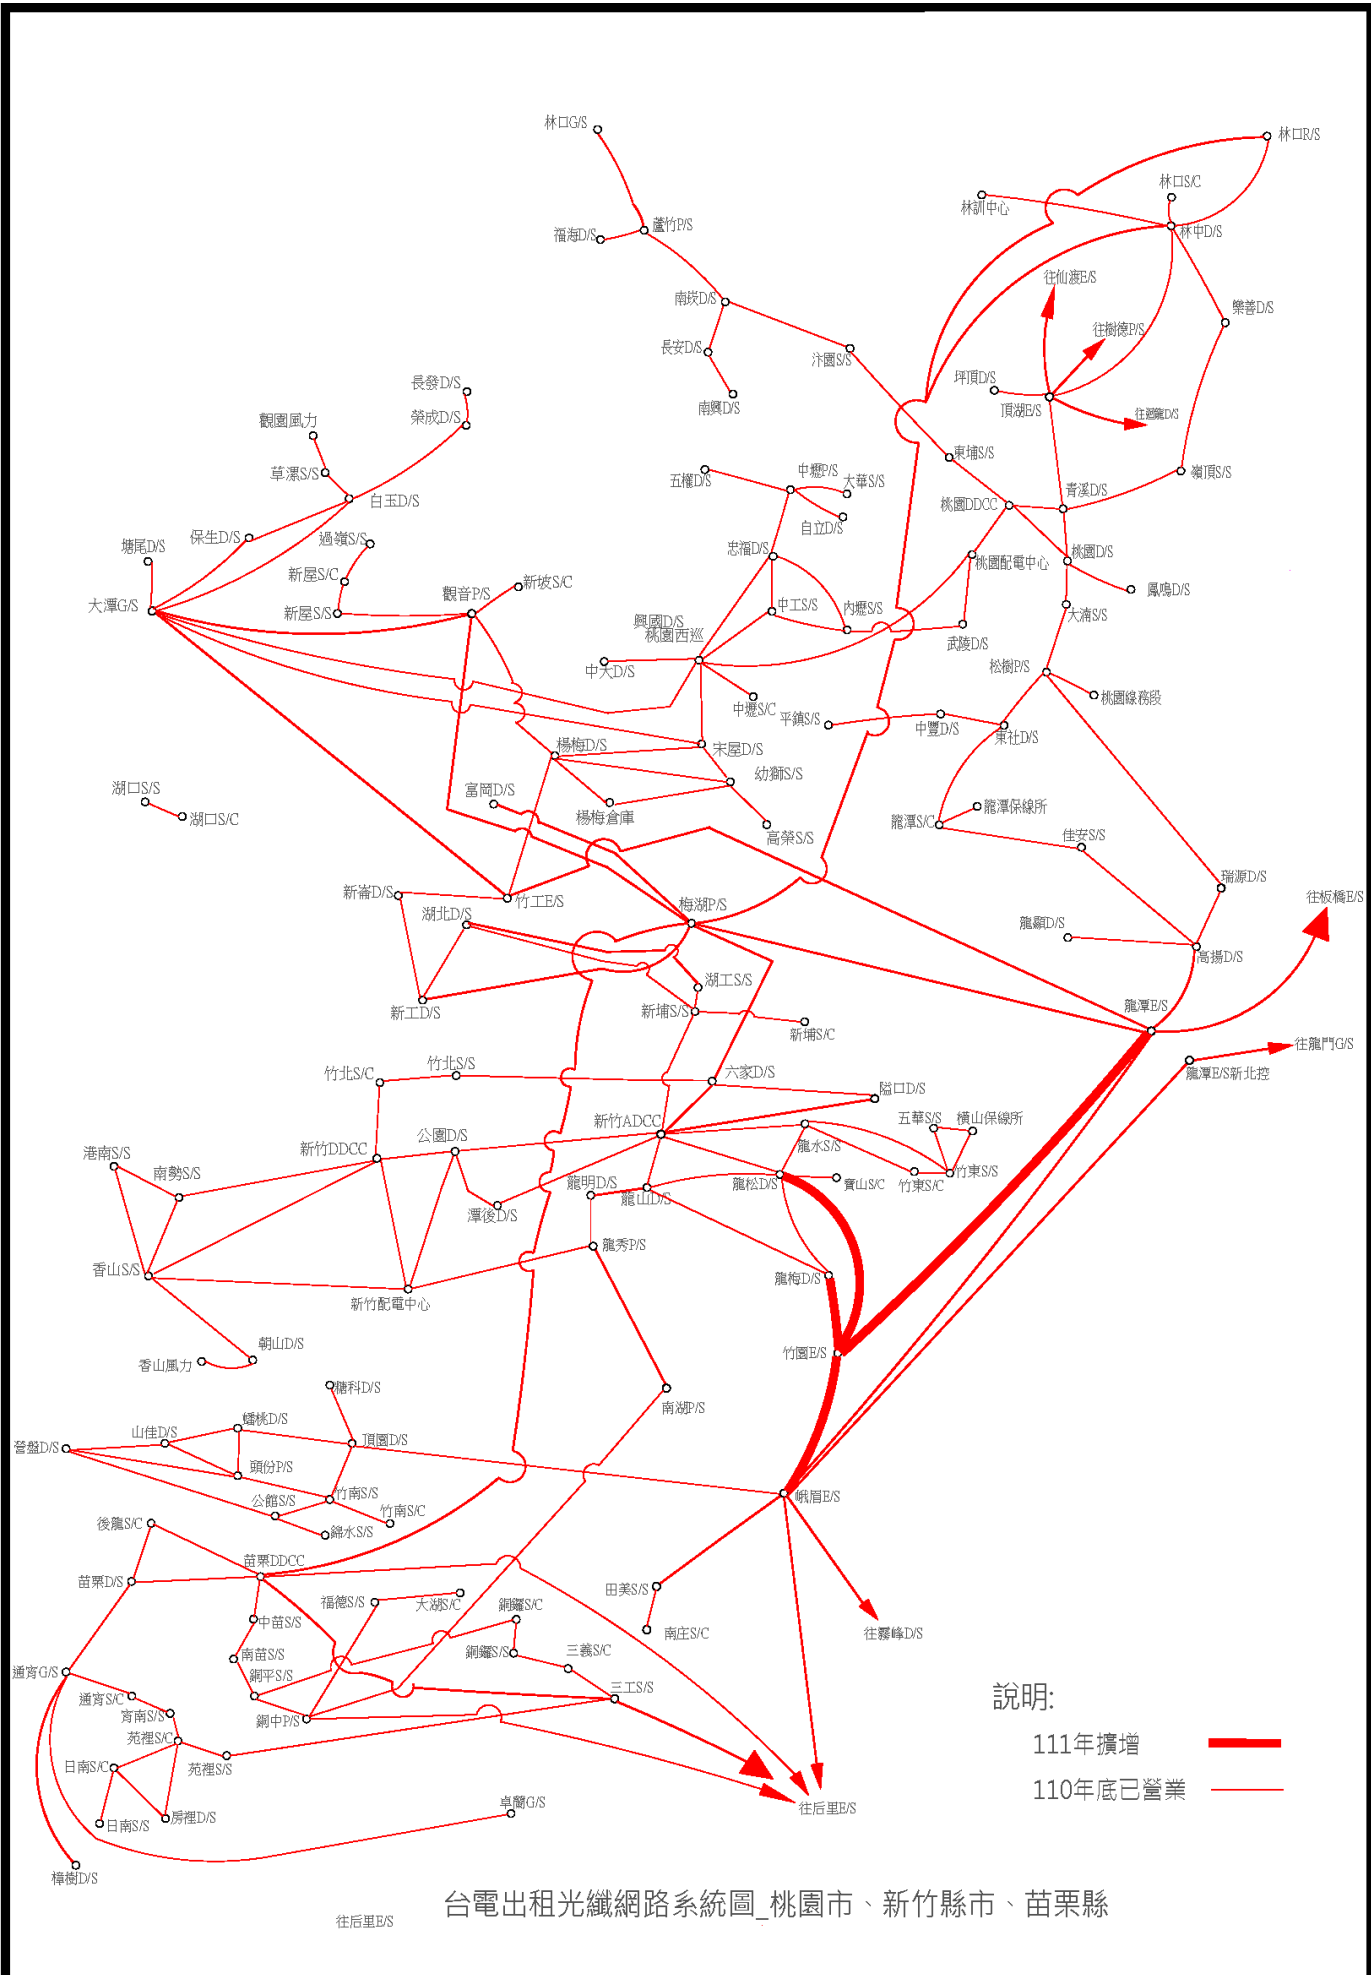 林口G/S
林口R/S
林口S/C
林訓中心
蘆竹P/S
福海D/S
林中D/S
往仙渡E/S
南崁D/S
樂善D/S
往樹德P/S
長安D/S
汴園S/S
坪頂D/S
長發D/S
南興D/S
頂湖E/S
往迴龍D/S
觀園風力
榮成D/S
東埔S/S
草漯S/S
五權D/S
中壢P/S
大華S/S
嶺頂S/S
白玉D/S
青溪D/S
桃園DDCC
自立D/S
保生D/S
過嶺S/S
塘尾D/S
忠福D/S
桃園D/S
桃園配電中心
新屋S/C
新坡S/C
鳳鳴D/S
觀音P/S
大潭G/S
新屋S/S
中工S/S
內壢S/S
大湳S/S
興國D/S
桃園西巡
武陵D/S
中大D/S
松樹P/S
桃園線務段
中壢S/C
平鎮S/S
中豐D/S
東社D/S
楊梅D/S
宋屋D/S
幼獅S/S
湖口S/S
富岡D/S
湖口S/C
楊梅倉庫
高榮S/S
龍潭S/C
龍潭保線所
佳安S/S
瑞源D/S
新崙D/S
竹工E/S
往板橋E/S
湖北D/S
梅湖P/S
龍顯D/S
高揚D/S
湖工S/S
新工D/S
新埔S/S
龍潭E/S
新埔S/C
往龍門G/S
竹北S/C
竹北S/S
六家D/S
龍潭E/S新北控
隘口D/S
新竹ADCC
五華S/S
橫山保線所
公園D/S
新竹DDCC
龍水S/S
港南S/S
南勢S/S
竹東S/S
龍明D/S
龍山D/S
龍松D/S
寶山S/C
竹東S/C
潭後D/S
龍秀P/S
香山S/S
龍梅D/S
新竹配電中心
朝山D/S
竹園E/S
香山風力
糖科D/S
南湖P/S
蟠桃D/S
山佳D/S
頂園D/S
營盤D/S
頭份P/S
公館S/S
竹南S/S
峨眉E/S
竹南S/C
後龍S/C
錦水S/S
苗栗DDCC
苗栗D/S
田美S/S
福德S/S
大湖S/C
銅鑼S/C
中苗S/S
南庄S/C
往霧峰D/S
南苗S/S
銅鑼S/S
三義S/C
通宵G/S
銅平S/S
三工S/S
通宵S/C
宵南S/S
銅中P/S
苑裡S/C
日南S/C
苑裡S/S
往后里E/S
卓蘭G/S
日南S/S
房裡D/S
樟樹D/S
說明:
111年擴增
110年底已營業
台電出租光纖網路系統圖_桃園市、新竹縣市、苗栗縣
往后里E/S